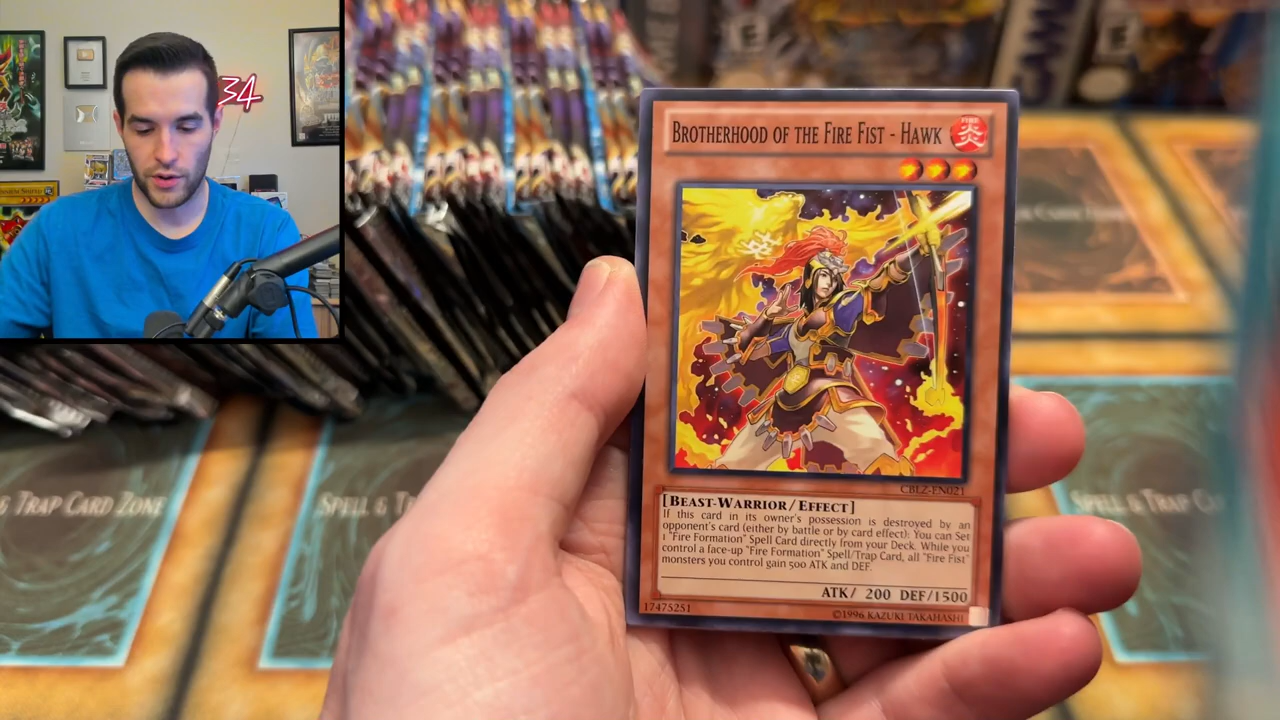 34
BROTHERHOOD OF THE FIRE FIST - HAWK
FIRE
炎
CBLZ-EN021
[BEAST-WARRIOR/EFFECT]
If this card in its owner's possession is destroyed by an
opponent's card (either by battle or by card effect): You can Set
1 "Fire Formation" Spell Card directly from your Deck. While you
control a face-up "Fire Formation" Spell/Trap Card, all "Fire Fist"
monsters you control gain 500 ATK and DEF.
ATK/ 200 DEF/1500
17475251
©1996 KAZUKI TAKAHASHI
G TRAP CARD ZONE
SPELL & T
SPELL & TRAP CA